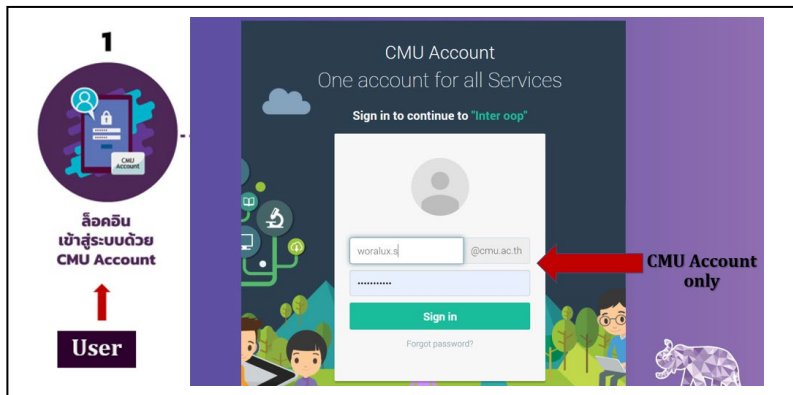 1
CMU
Account
ล็อคอิน
เข้าสู่ระบบด้วย
CMU Account
User
CMU Account
One account for all Services
Sign in to continue to "Inter oop"
woralux.s
@cmu.ac.th
•••••••••••
Sign in
Forgot password?
CMU Account
only